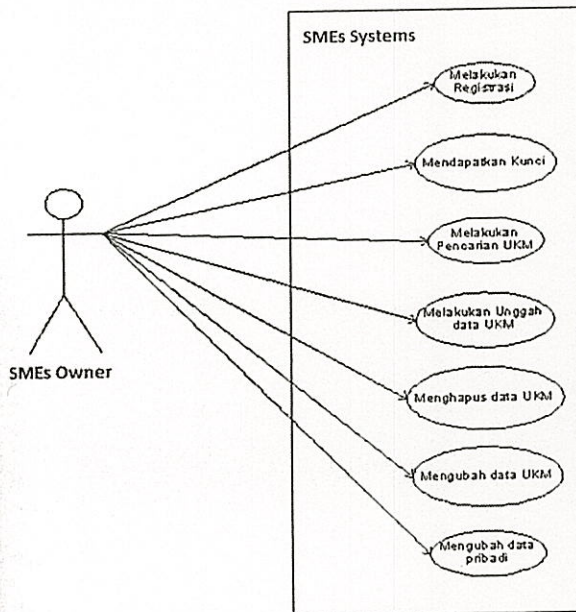 SMEs Systems
Melakukan
Registrasi
Mendapatkan Kunci
Melakukan
Pencarian UKM
Melakukan Unggah
data UKM
SMEs Owner
Menghapus data UKM
Mengubah data UKM
Mengubah data
pribadi